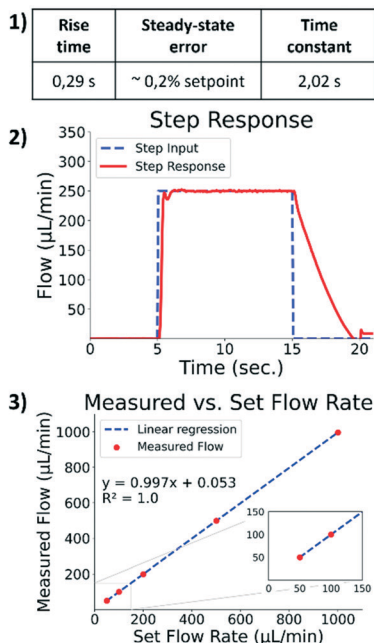 1)
Rise time
Steady-state error
Time constant
0,29 s
~ 0,2% setpoint
2,02 s
2)
Step Response
Step Input
Step Response
Flow (µL/min)
350
300
250
200
150
100
50
0
5
10
15
20
Time (sec.)
3)
Measured vs. Set Flow Rate
Linear regression
Measured Flow
y = 0.997x + 0.053
R² = 1.0
Measured Flow (µL/min)
1000
800
600
400
200
150
100
50
0
0
50
100
150
0
200
400
600
800
1000
Set Flow Rate (µL/min)